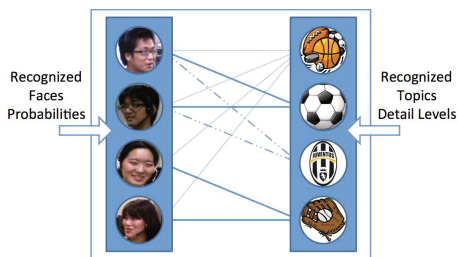 Recognized
Faces
Probabilities
Recognized
Topics
Detail Levels
JUVENTUS